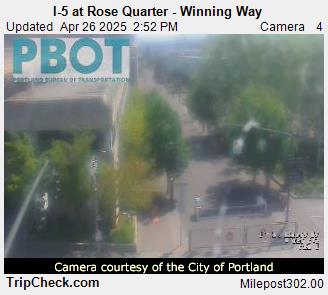 I-5 at Rose Quarter - Winning Way
Updated Apr 26 2025 2:52 PM Camera 4
PBOT
PORTLAND BUREAU OF TRANSPORTATION
Camera courtesy of the City of Portland
TripCheck.com Milepost302.00